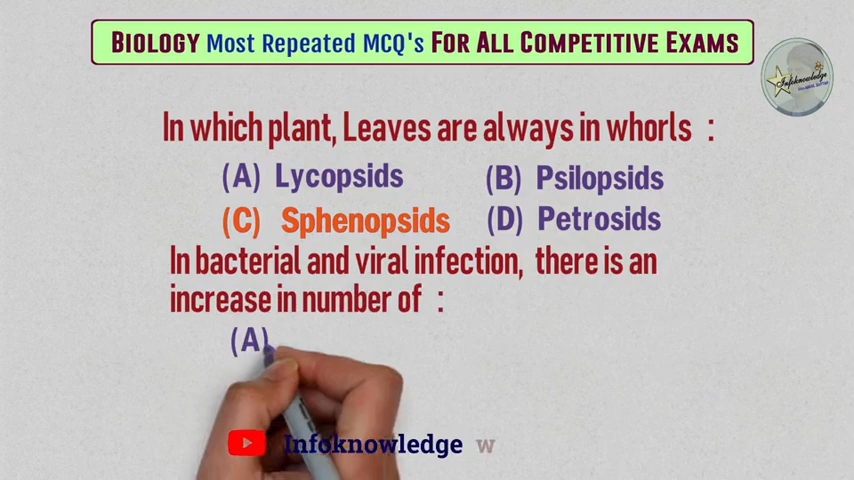 BIOLOGY Most Repeated MCQ's FOR ALL COMPETITIVE EXAMS
Infoknowledge
In which plant, Leaves are always in whorls :
(A) Lycopsids (B) Psilopsids
(C) Sphenopsids (D) Petrosids
In bacterial and viral infection, there is an
increase in number of :
(A)
Infoknowledge w